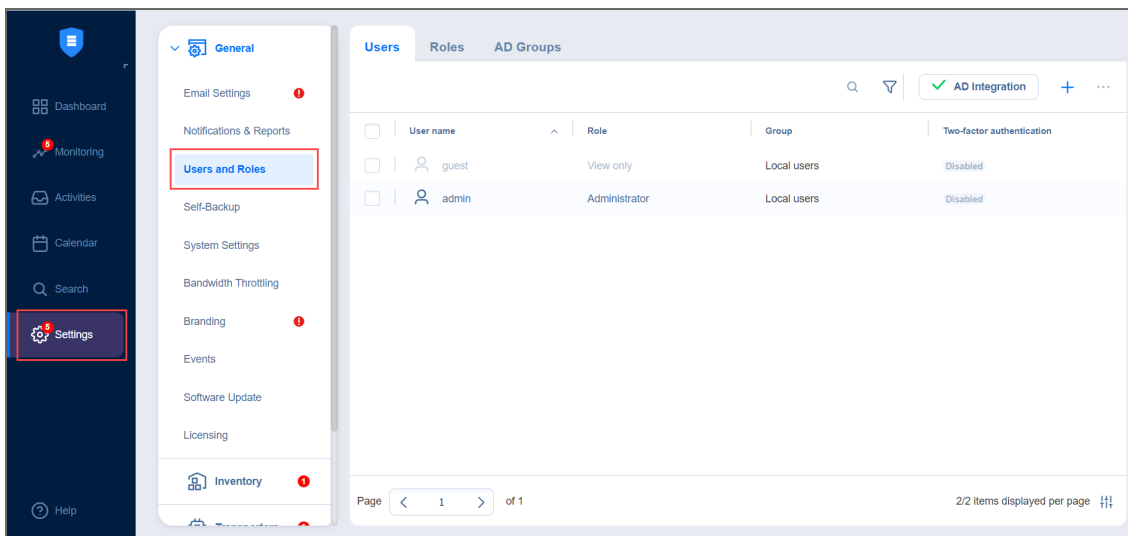 Dashboard
5
Monitoring
Activities
Calendar
Search
5
Settings
Help
General
Email Settings !
Notifications & Reports
Users and Roles
Self-Backup
System Settings
Bandwidth Throttling
Branding !
Events
Software Update
Licensing
Inventory 1
Users Roles AD Groups
AD Integration + ...
User name Role Group Two-factor authentication
guest View only Local users Disabled
admin Administrator Local users Disabled
Page < 1 > of 1 2/2 items displayed per page